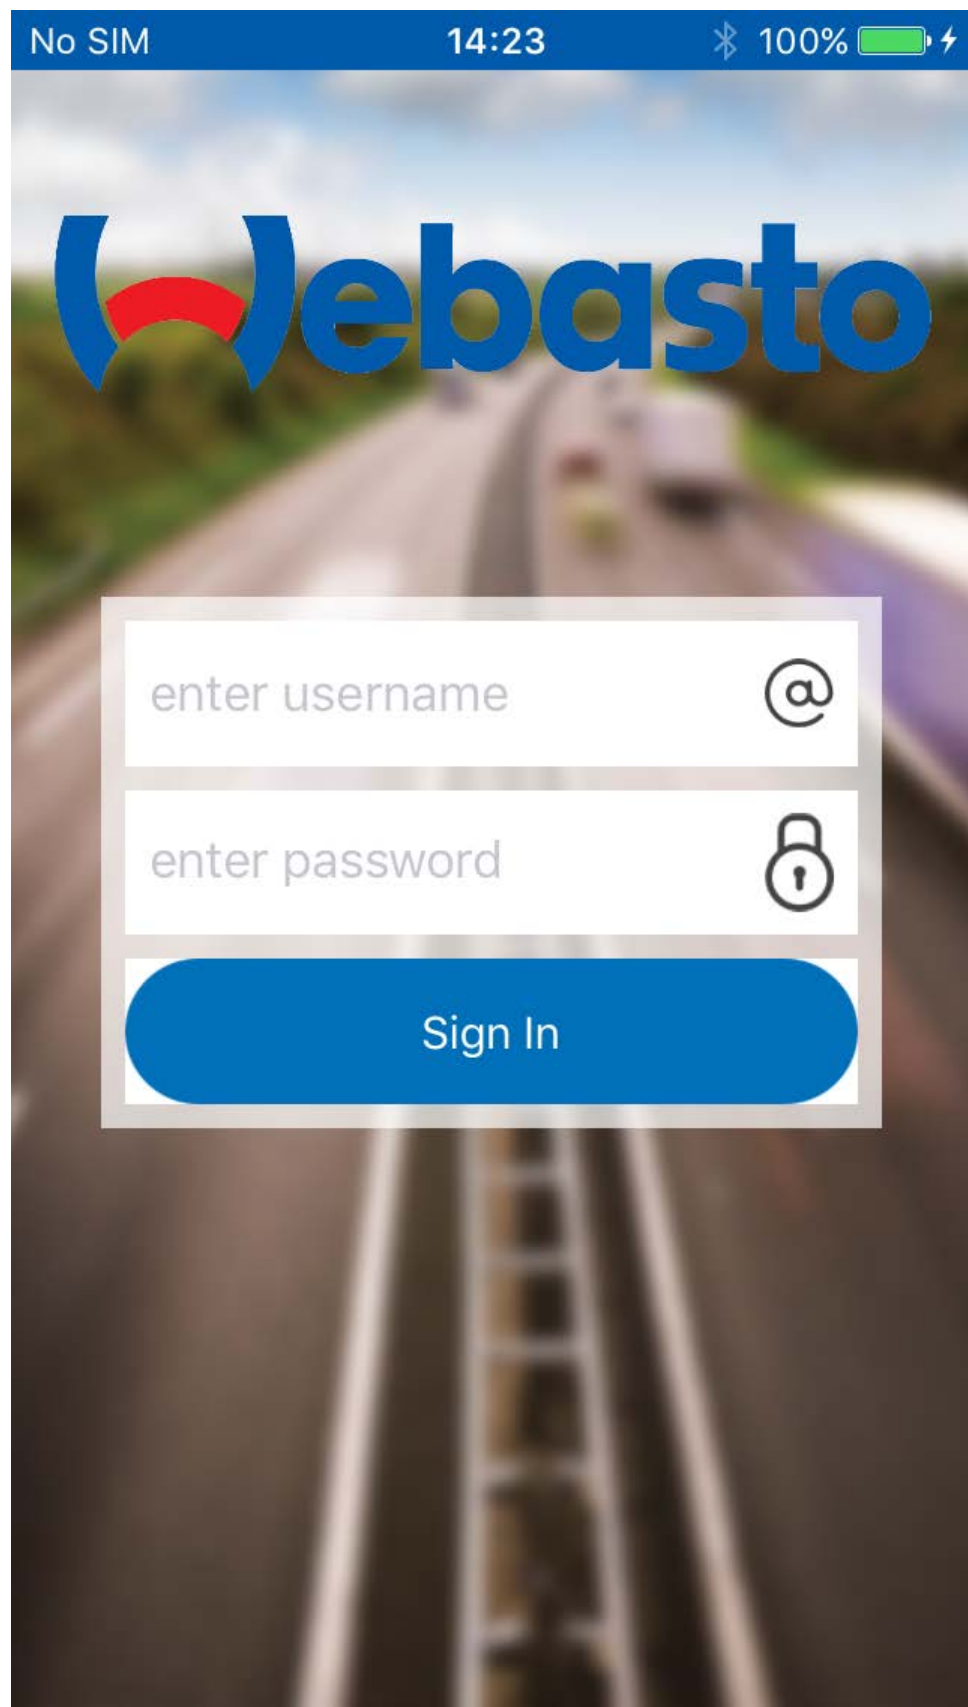 No SIM 14:23 100%
Webasto
enter username @
enter password
Sign In